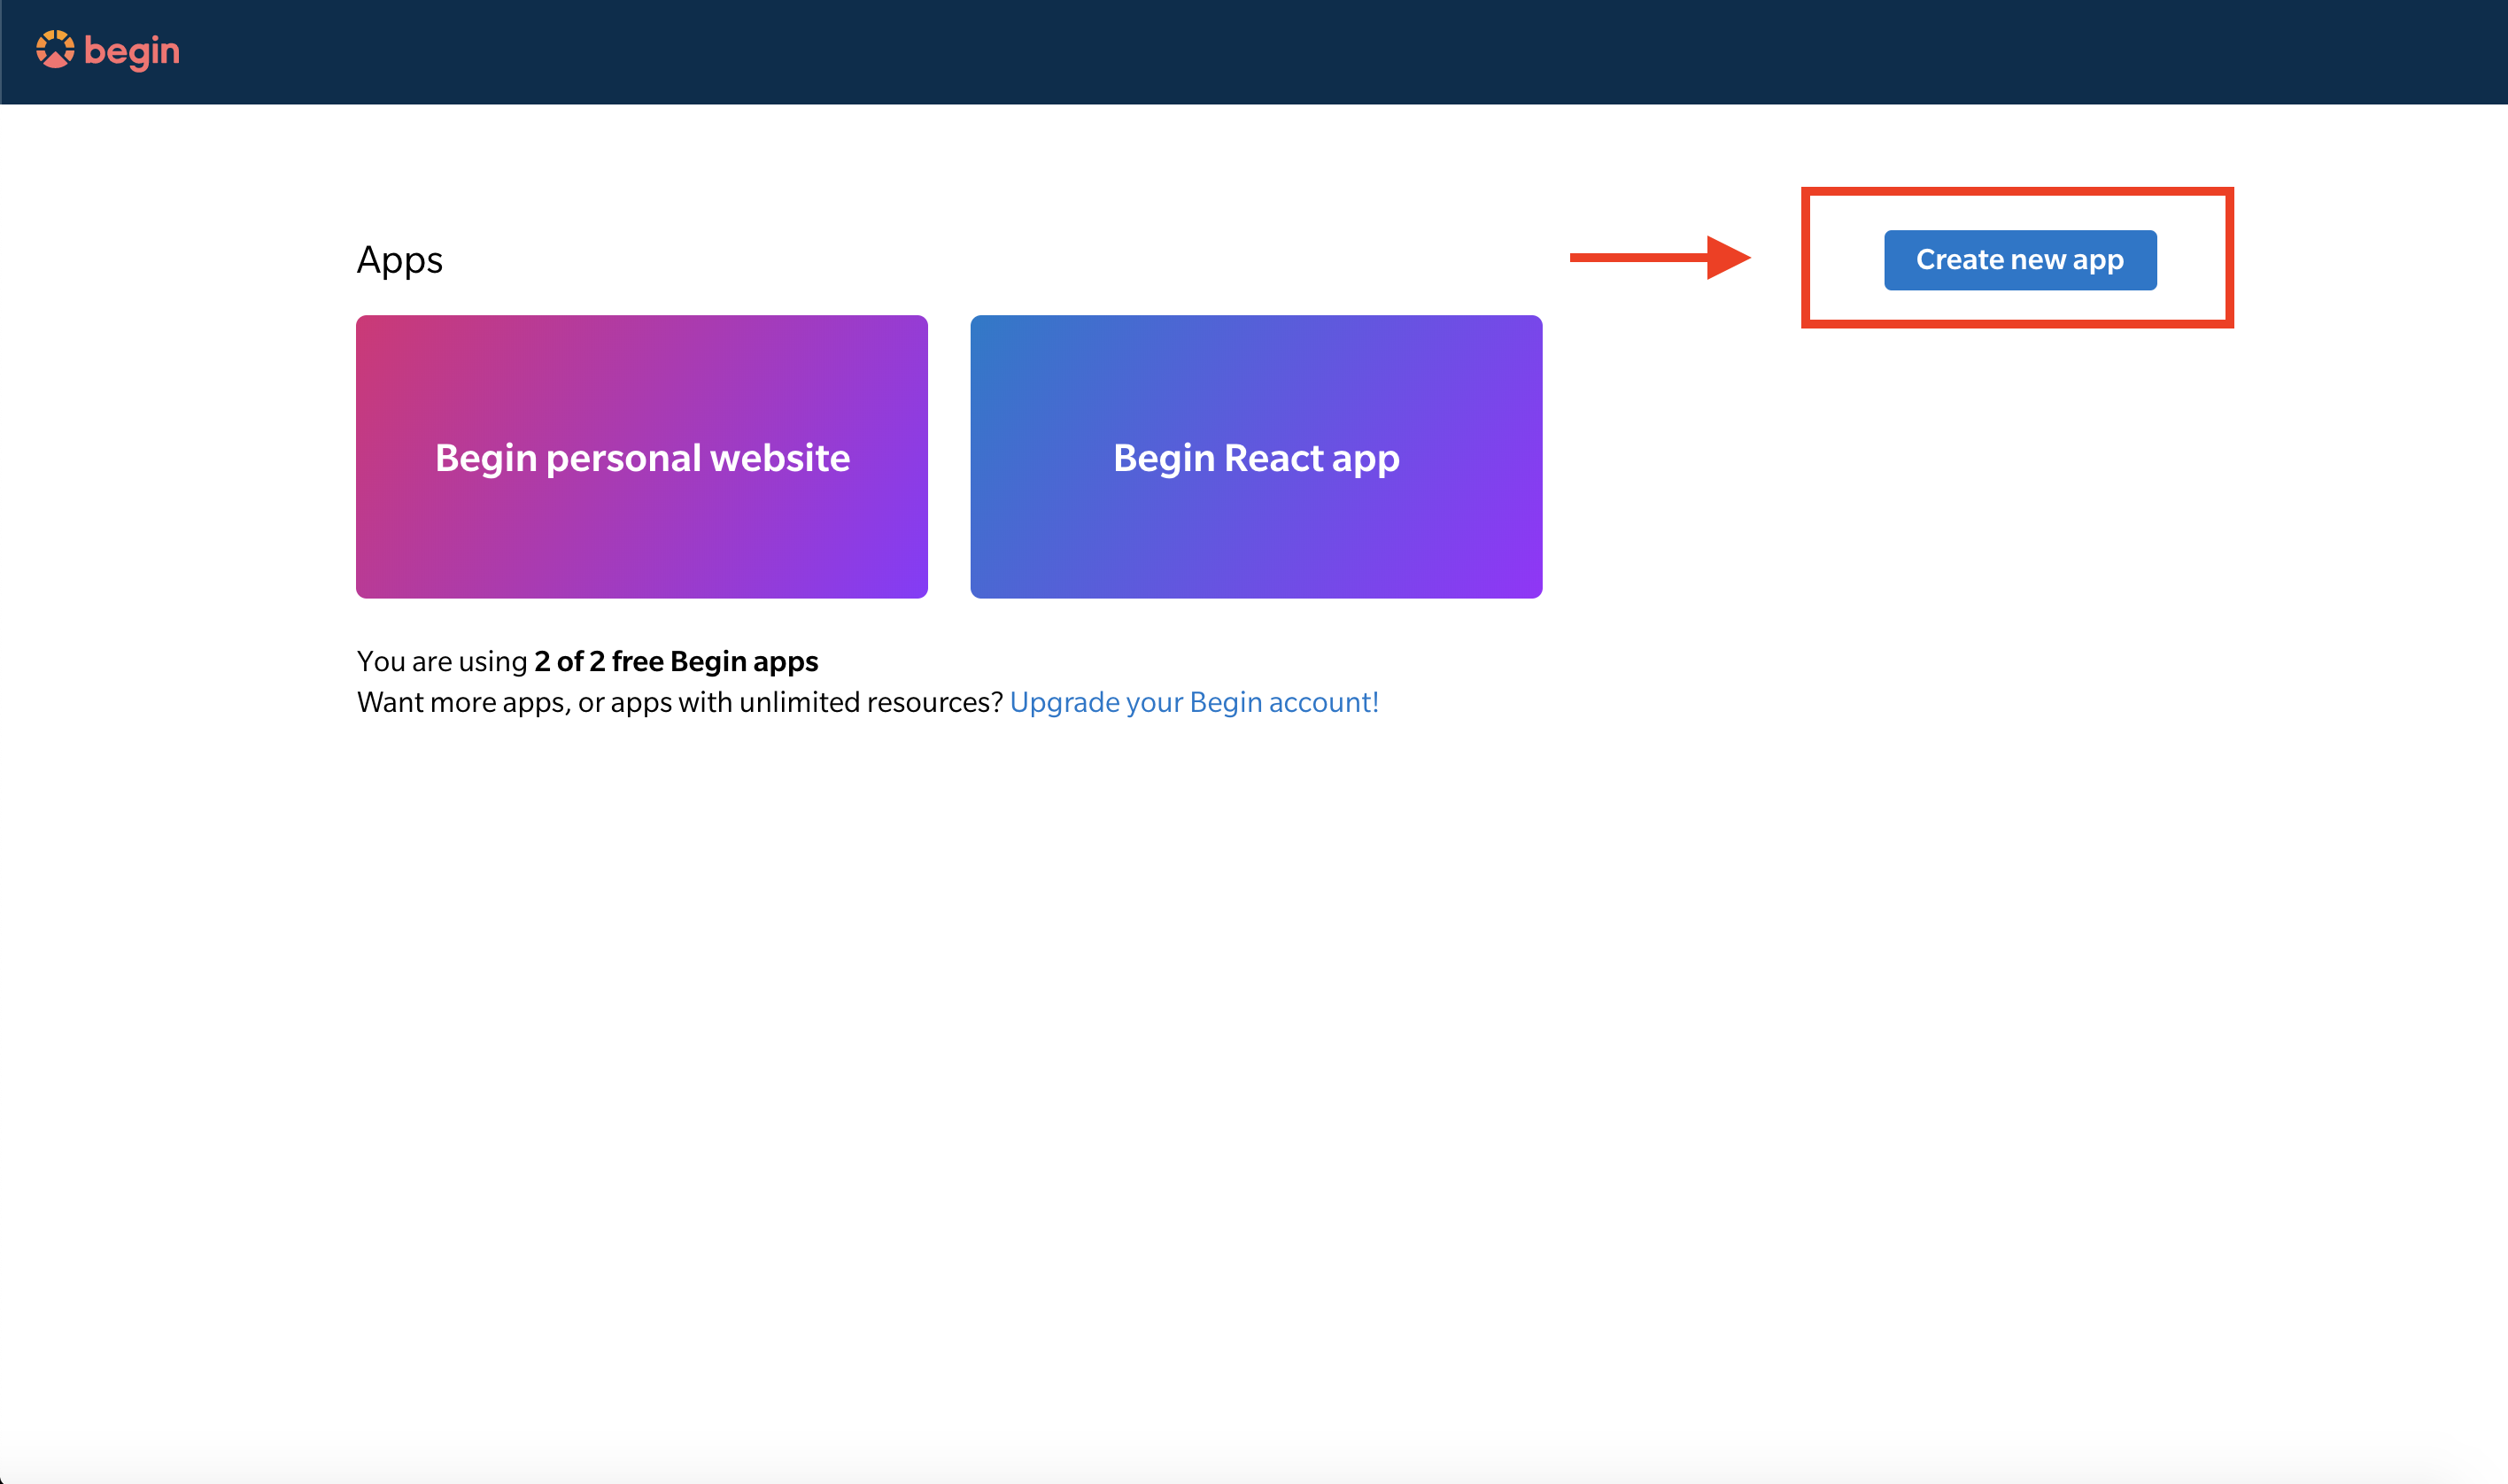 begin
Apps
Create new app
Begin personal website
Begin React app
You are using 2 of 2 free Begin apps
Want more apps, or apps with unlimited resources? Upgrade your Begin account!